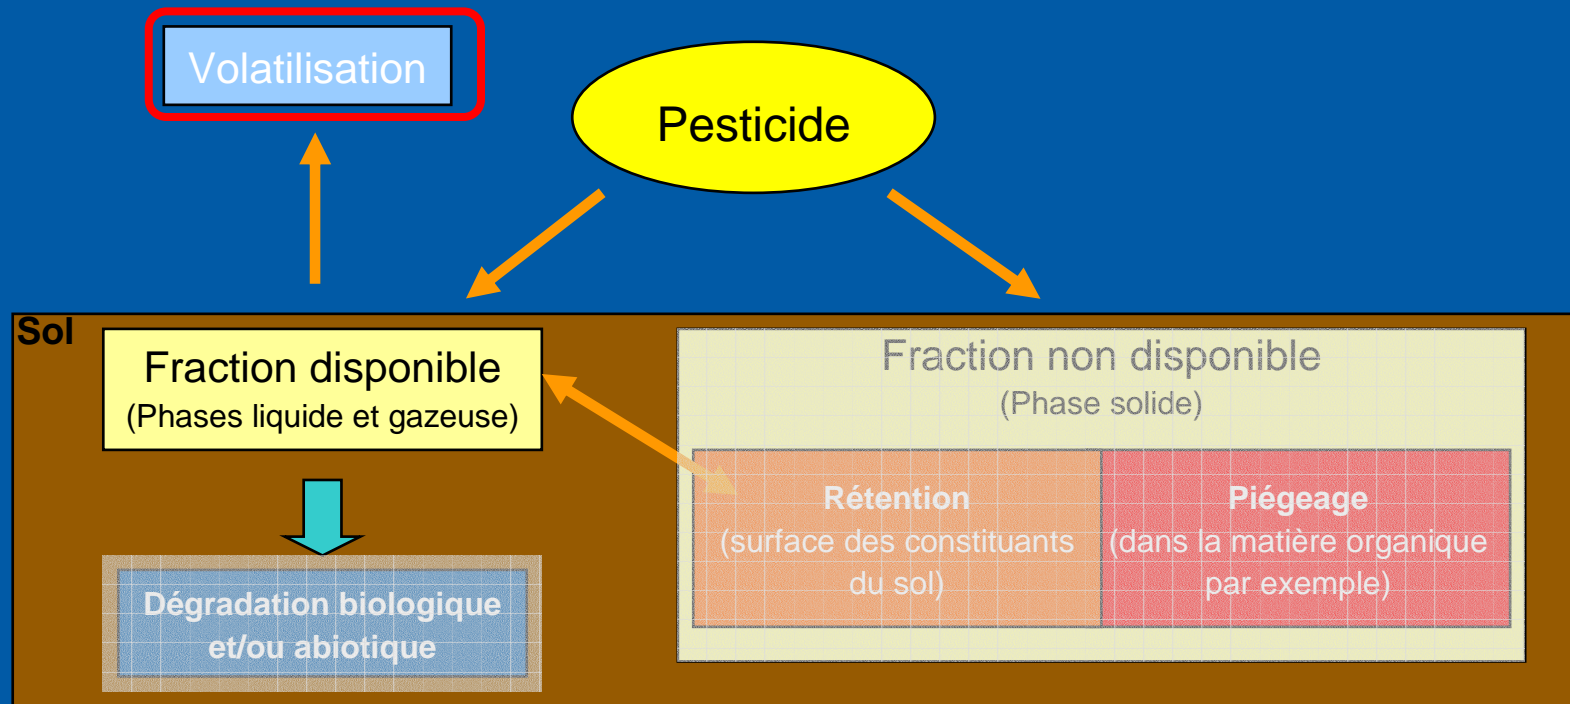 Volatilisation
Pesticide
Sol
Fraction disponible
(Phases liquide et gazeuse)
Fraction non disponible
(Phase solide)
Rétention
(surface des constituants
du sol)
Piégeage
(dans la matière organique
par exemple)
Dégradation biologique
et/ou abiotique